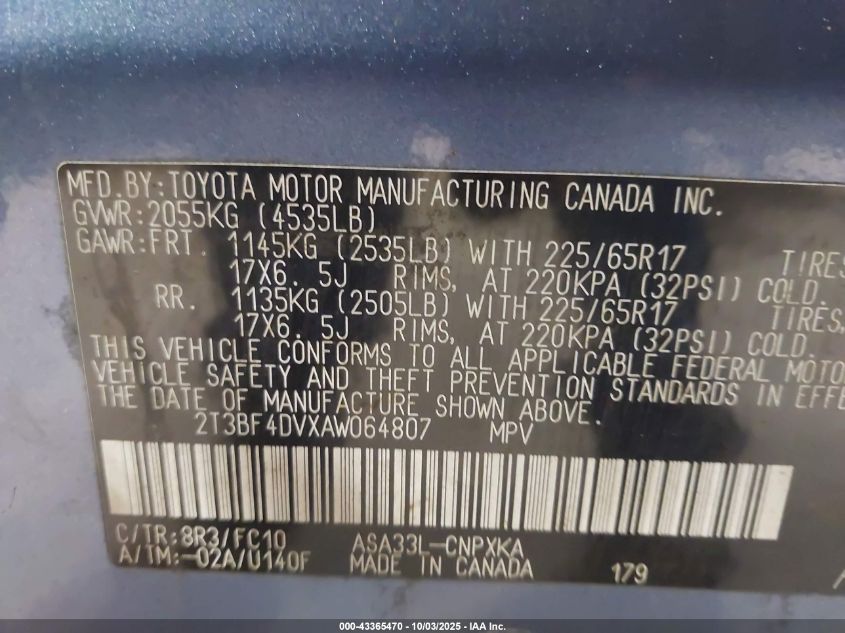 MFD.BY:TOYOTA MOTOR MANUFACTURING CANADA INC.
GVWR:2055KG (4535LB)
GAWR:FRT. 1145KG (2535LB) WITH 225/65R17 TIRES
17X6. 5J RIMS, AT 220KPA (32PSI) COLD.
RR. 1135KG (2505LB) WITH 225/65R17 TIRES,
17X6. 5J RIMS, AT 220KPA (32PSI) COLD.
THIS VEHICLE CONFORMS TO ALL APPLICABLE FEDERAL MOTO
VEHICLE SAFETY AND THEFT PREVENTION STANDARDS IN EFFE
THE DATE OF MANUFACTURE SHOWN ABOVE.
2T3BF4DVXAW064807 MPV
C/TR:8R3/FC10 ASA33L-CNPXKA
A/TM:-02A/U140F MADE IN CANADA 179
000-43365470 - 10/03/2025 - IAA Inc.